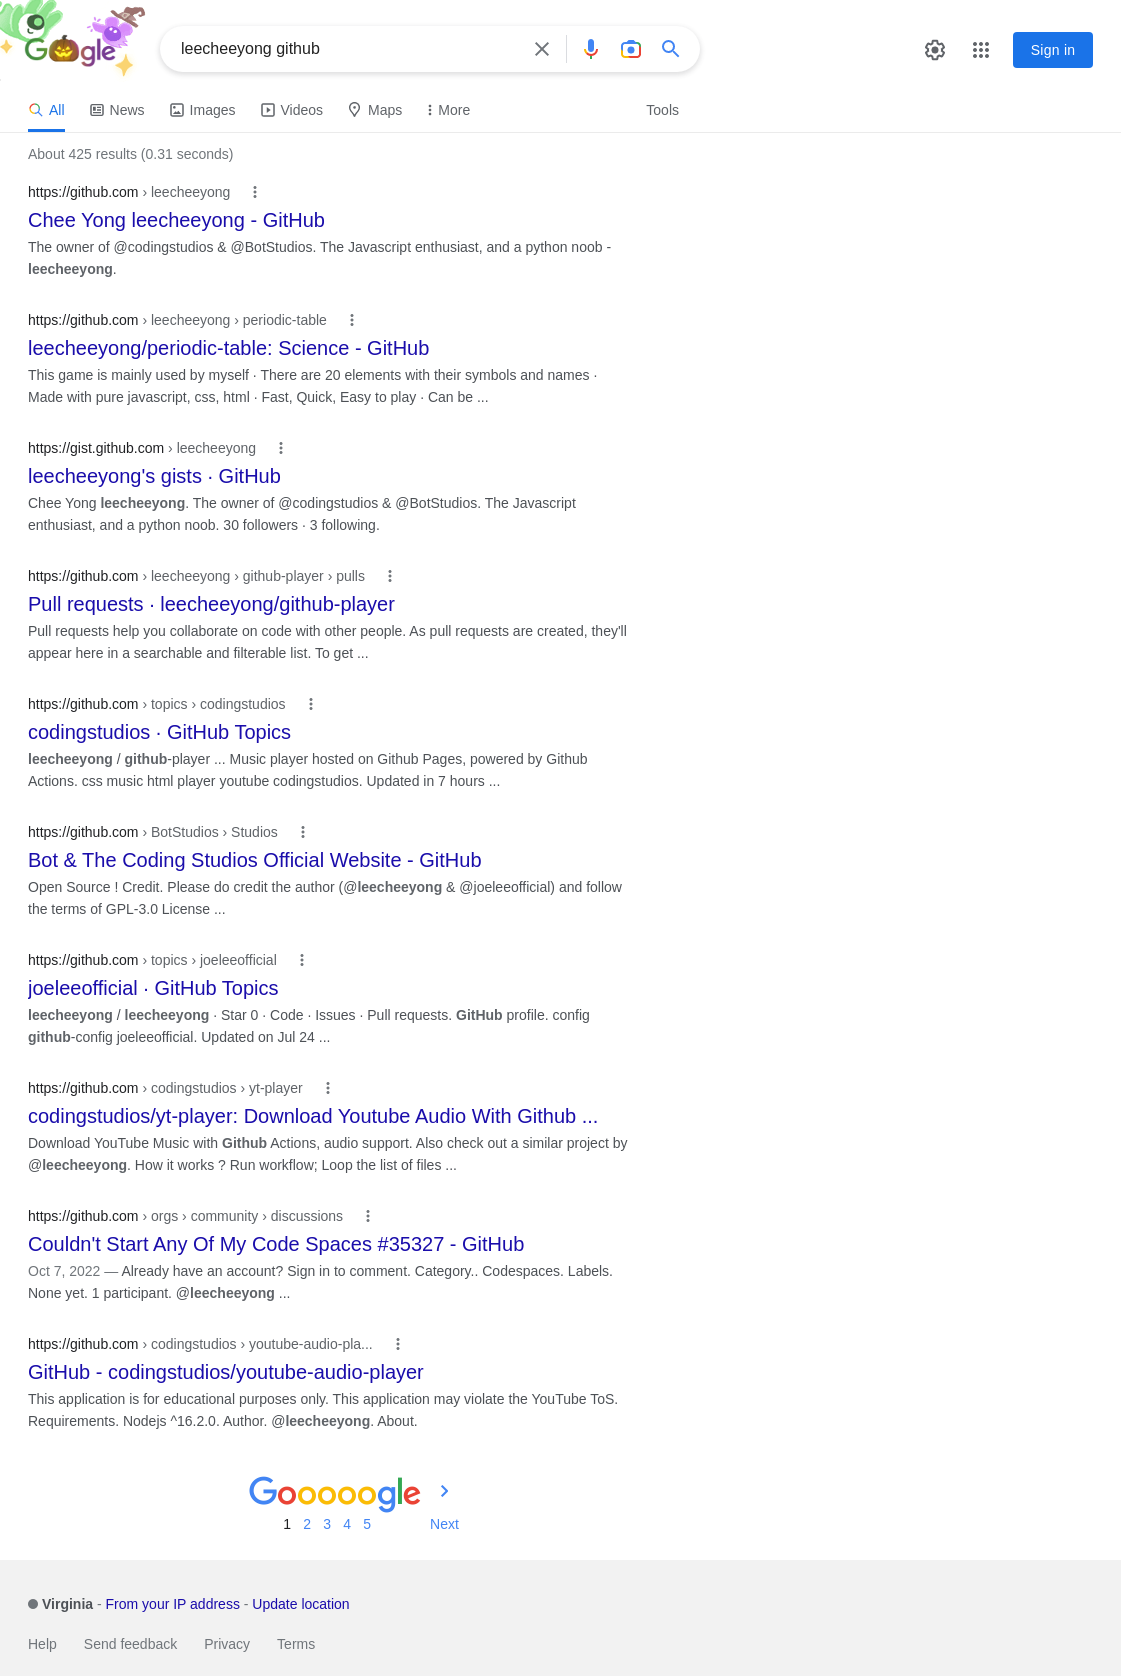 Google
leecheeyong github
Sign in
All News Images Videos Maps More Tools
About 425 results (0.31 seconds)
https://github.com › leecheeyong
Chee Yong leecheeyong - GitHub
The owner of @codingstudios & @BotStudios. The Javascript enthusiast, and a python noob -
leecheeyong.
https://github.com › leecheeyong › periodic-table
leecheeyong/periodic-table: Science - GitHub
This game is mainly used by myself · There are 20 elements with their symbols and names ·
Made with pure javascript, css, html · Fast, Quick, Easy to play · Can be ...
https://gist.github.com › leecheeyong
leecheeyong's gists · GitHub
Chee Yong leecheeyong. The owner of @codingstudios & @BotStudios. The Javascript
enthusiast, and a python noob. 30 followers · 3 following.
https://github.com › leecheeyong › github-player › pulls
Pull requests · leecheeyong/github-player
Pull requests help you collaborate on code with other people. As pull requests are created, they'll
appear here in a searchable and filterable list. To get ...
https://github.com › topics › codingstudios
codingstudios · GitHub Topics
leecheeyong / github-player ... Music player hosted on Github Pages, powered by Github
Actions. css music html player youtube codingstudios. Updated in 7 hours ...
https://github.com › BotStudios › Studios
Bot & The Coding Studios Official Website - GitHub
Open Source ! Credit. Please do credit the author (@leecheeyong & @joeleeofficial) and follow
the terms of GPL-3.0 License ...
https://github.com › topics › joeleeofficial
joeleeofficial · GitHub Topics
leecheeyong / leecheeyong · Star 0 · Code · Issues · Pull requests. GitHub profile. config
github-config joeleeofficial. Updated on Jul 24 ...
https://github.com › codingstudios › yt-player
codingstudios/yt-player: Download Youtube Audio With Github ...
Download YouTube Music with Github Actions, audio support. Also check out a similar project by
@leecheeyong. How it works ? Run workflow; Loop the list of files ...
https://github.com › orgs › community › discussions
Couldn't Start Any Of My Code Spaces #35327 - GitHub
Oct 7, 2022 — Already have an account? Sign in to comment. Category.. Codespaces. Labels.
None yet. 1 participant. @leecheeyong ...
https://github.com › codingstudios › youtube-audio-pla...
GitHub - codingstudios/youtube-audio-player
This application is for educational purposes only. This application may violate the YouTube ToS.
Requirements. Nodejs ^16.2.0. Author. @leecheeyong. About.
Gooooogle
1 2 3 4 5 Next
Virginia - From your IP address - Update location
Help Send feedback Privacy Terms